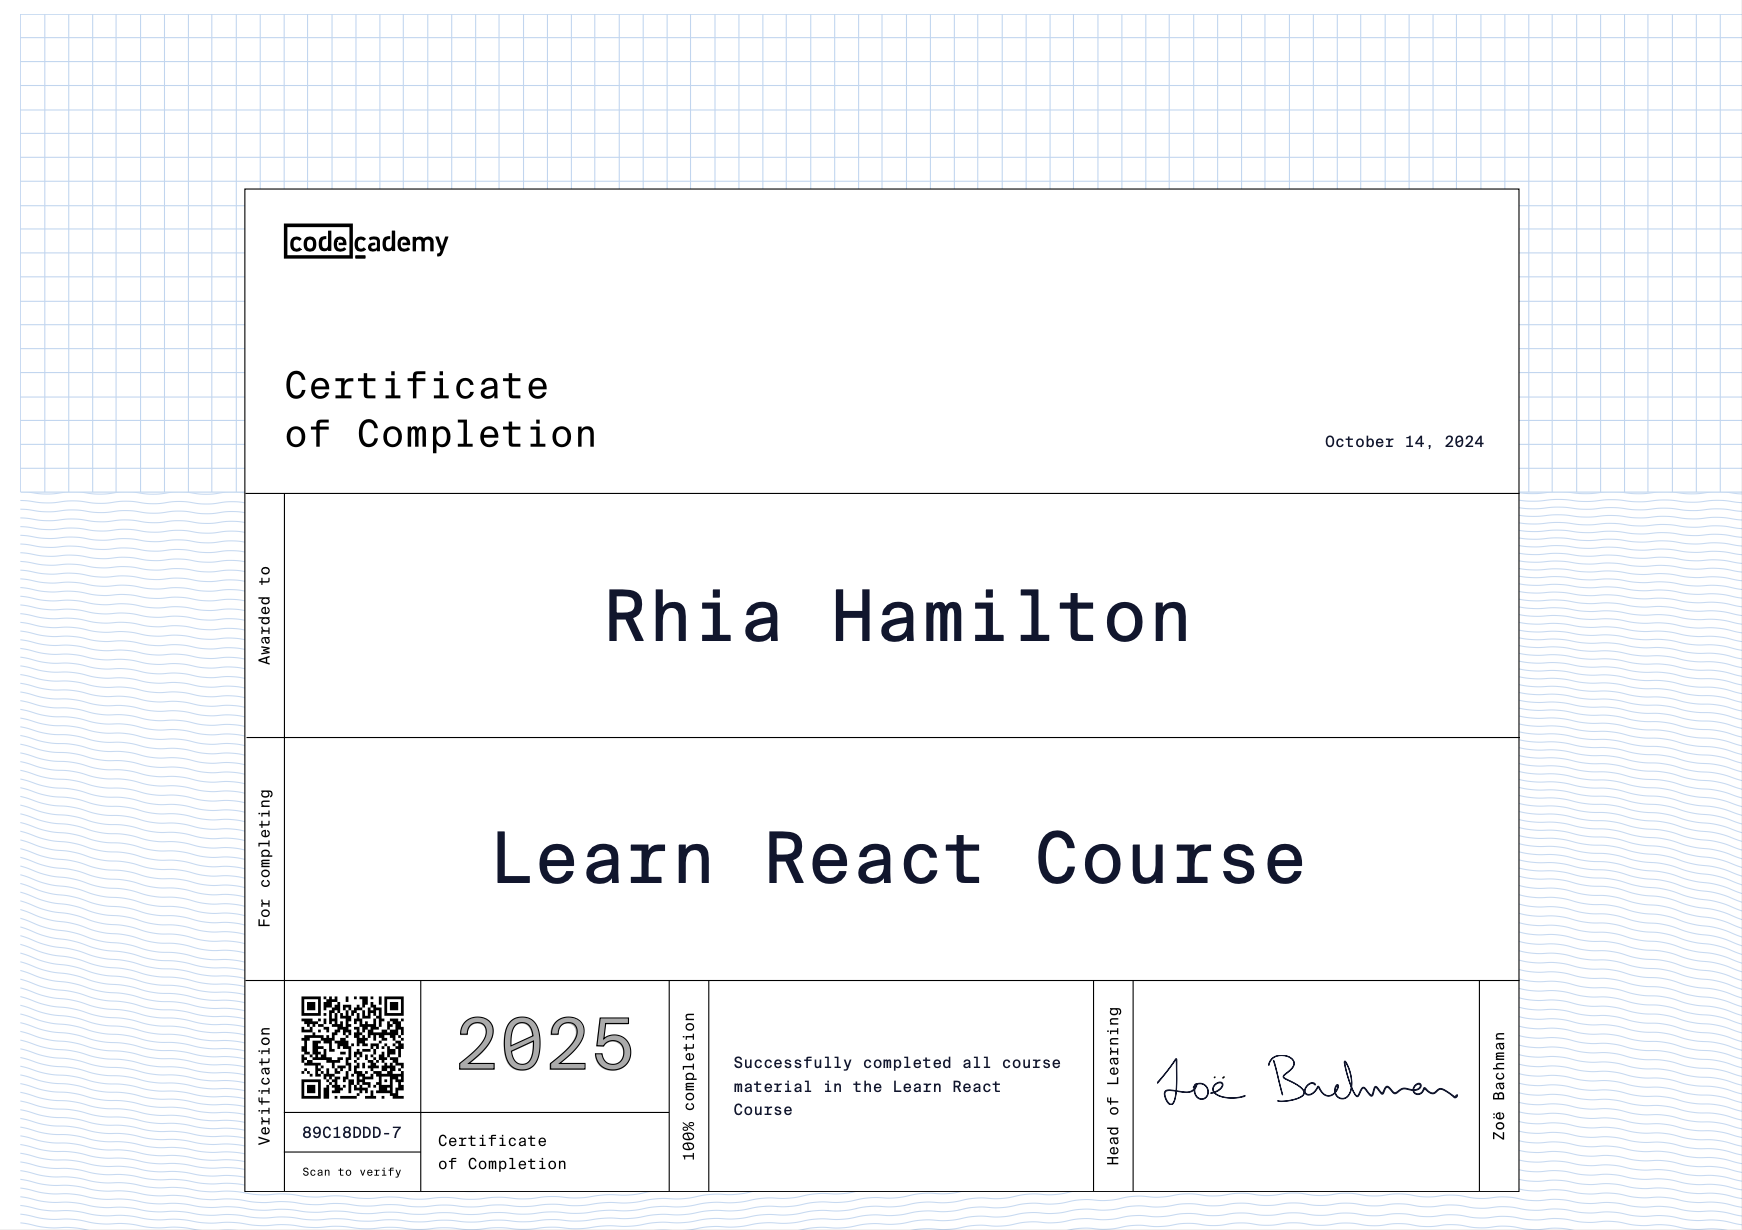 codecademy
Certificate
of Completion
October 14, 2024
Awarded to
Rhia Hamilton
For completing
Learn React Course
Verification
89C18DDD-7
Scan to verify
2025
Certificate
of Completion
100% completion
Successfully completed all course
material in the Learn React
Course
Head of Learning
Zoë Bachman
Zoë Bachman